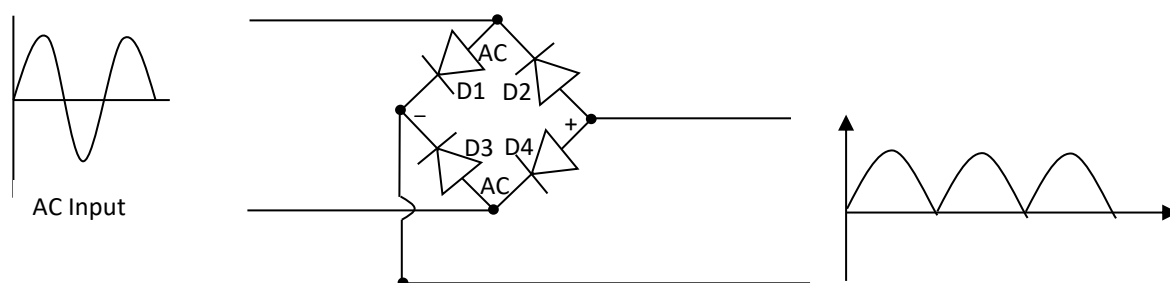 AC
D1 D2
–
+
D3 D4
AC
AC Input